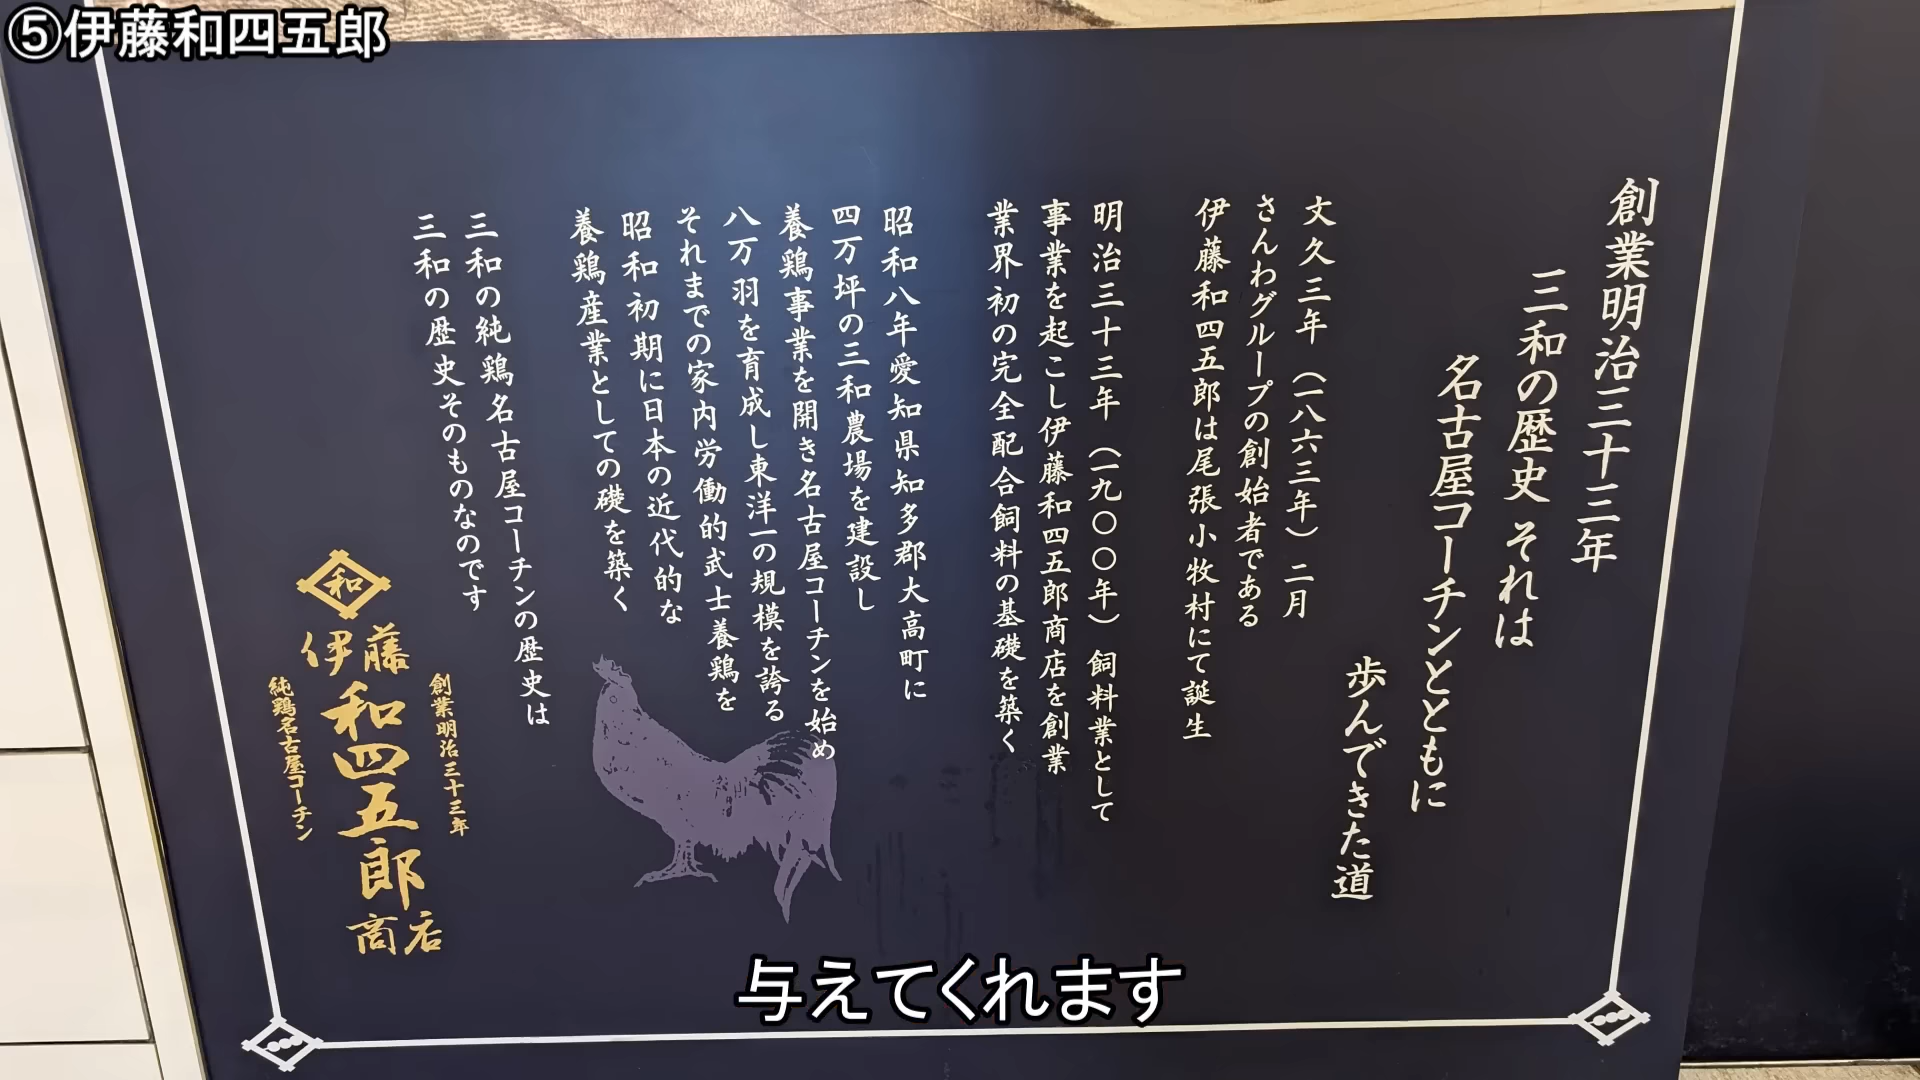 ⑤伊藤和四五郎
創業明治三十三年
三和の歴史 それは
名古屋コーチンとともに
歩んできた道
文久三年（一八六三年）二月
さんわグループの創始者である
伊藤和四五郎は尾張小牧村にて誕生
明治三十三年（一九〇〇年）飼料業として
事業を起こし伊藤和四五郎商店を創業
業界初の完全配合飼料の基礎を築く
昭和八年愛知県知多郡大高町に
四万坪の三和農場を建設し
養鶏事業を開き名古屋コーチンを始め
八万羽を育成し東洋一の規模を誇る
それまでの家内労働的武士養鶏を
昭和初期に日本の近代的な
養鶏産業としての礎を築く
三和の純鶏名古屋コーチンの歴史は
三和の歴史そのものなのです
和
創業明治三十三年
伊藤和四五郎商店
純鶏名古屋コーチン
与えてくれます